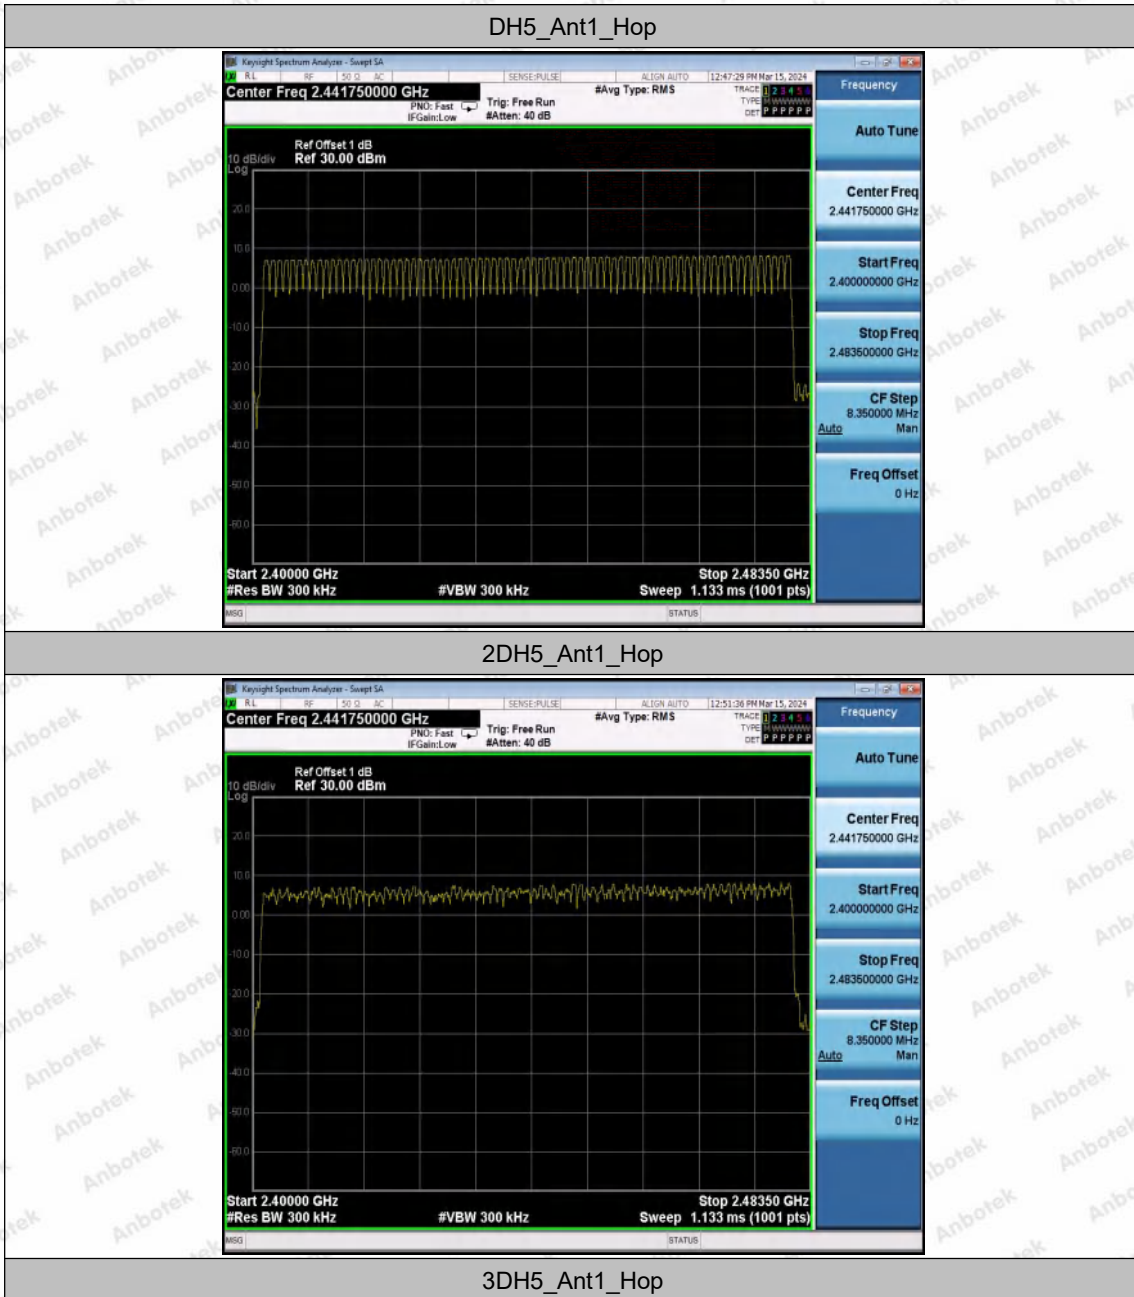 DH5_Ant1_Hop
Keysight Spectrum Analyzer - Swept SA
RL RF 50 Ω AC SENSE:PULSE ALIGN AUTO 12:47:29 PM Mar 15, 2024
Center Freq 2.441750000 GHz #Avg Type: RMS TRACE 1 2 3 4 5 6
PNO: Fast Trig: Free Run TYPE M WWWWW
IFGain:Low #Atten: 40 dB DET P P P P P P
Ref Offset 1 dB
10 dB/div Ref 30.00 dBm
Log
20.0
10.0
0.00
-10.0
-20.0
-30.0
-40.0
-50.0
-60.0
Start 2.40000 GHz Stop 2.48350 GHz
#Res BW 300 kHz #VBW 300 kHz Sweep 1.133 ms (1001 pts)
MSG STATUS
Frequency
Auto Tune
Center Freq
2.441750000 GHz
Start Freq
2.400000000 GHz
Stop Freq
2.483500000 GHz
CF Step
8.350000 MHz
Auto Man
Freq Offset
0 Hz
2DH5_Ant1_Hop
Keysight Spectrum Analyzer - Swept SA
RL RF 50 Ω AC SENSE:PULSE ALIGN AUTO 12:51:36 PM Mar 15, 2024
Center Freq 2.441750000 GHz #Avg Type: RMS TRACE 1 2 3 4 5 6
PNO: Fast Trig: Free Run TYPE M WWWWW
IFGain:Low #Atten: 40 dB DET P P P P P P
Ref Offset 1 dB
10 dB/div Ref 30.00 dBm
Log
20.0
10.0
0.00
-10.0
-20.0
-30.0
-40.0
-50.0
-60.0
Start 2.40000 GHz Stop 2.48350 GHz
#Res BW 300 kHz #VBW 300 kHz Sweep 1.133 ms (1001 pts)
MSG STATUS
Frequency
Auto Tune
Center Freq
2.441750000 GHz
Start Freq
2.400000000 GHz
Stop Freq
2.483500000 GHz
CF Step
8.350000 MHz
Auto Man
Freq Offset
0 Hz
3DH5_Ant1_Hop